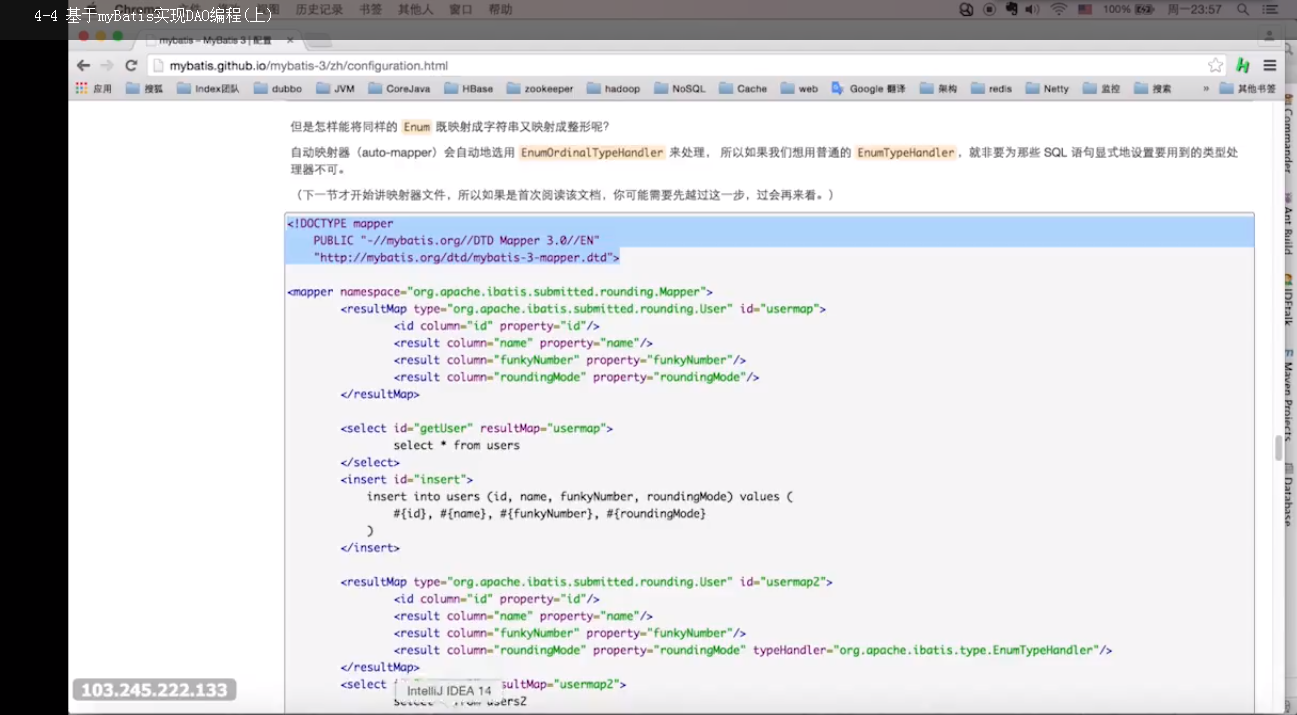 4-4 基于myBatis实现DAO编程(上)
Chrom
历史记录 书签 其他人 窗口 帮助
100% 周一23:57
mybatis – MyBatis 3 | 配置
mybatis.github.io/mybatis-3/zh/configuration.html
应用 搜狐 Index团队 dubbo JVM CoreJava HBase zookeeper hadoop NoSQL Cache web Google 翻译 架构 redis Netty 监控 搜索 » 其他书签
但是怎样能将同样的 Enum 既映射成字符串又映射成整形呢?
自动映射器（auto-mapper）会自动地选用 EnumOrdinalTypeHandler 来处理， 所以如果我们想用普通的 EnumTypeHandler，就非要为那些 SQL 语句显式地设置要用到的类型处
理器不可。
（下一节才开始讲映射器文件，所以如果是首次阅读该文档，你可能需要先越过这一步，过会再来看。）
<!DOCTYPE mapper
PUBLIC "-//mybatis.org//DTD Mapper 3.0//EN"
"http://mybatis.org/dtd/mybatis-3-mapper.dtd">
<mapper namespace="org.apache.ibatis.submitted.rounding.Mapper">
<resultMap type="org.apache.ibatis.submitted.rounding.User" id="usermap">
<id column="id" property="id"/>
<result column="name" property="name"/>
<result column="funkyNumber" property="funkyNumber"/>
<result column="roundingMode" property="roundingMode"/>
</resultMap>
<select id="getUser" resultMap="usermap">
select * from users
</select>
<insert id="insert">
insert into users (id, name, funkyNumber, roundingMode) values (
#{id}, #{name}, #{funkyNumber}, #{roundingMode}
)
</insert>
<resultMap type="org.apache.ibatis.submitted.rounding.User" id="usermap2">
<id column="id" property="id"/>
<result column="name" property="name"/>
<result column="funkyNumber" property="funkyNumber"/>
<result column="roundingMode" property="roundingMode" typeHandler="org.apache.ibatis.type.EnumTypeHandler"/>
</resultMap>
<select id sultMap="usermap2">
IntelliJ IDEA 14
from users2
103.245.222.133
Commander
Ant Build
IDEtalk
Maven Projects
Database